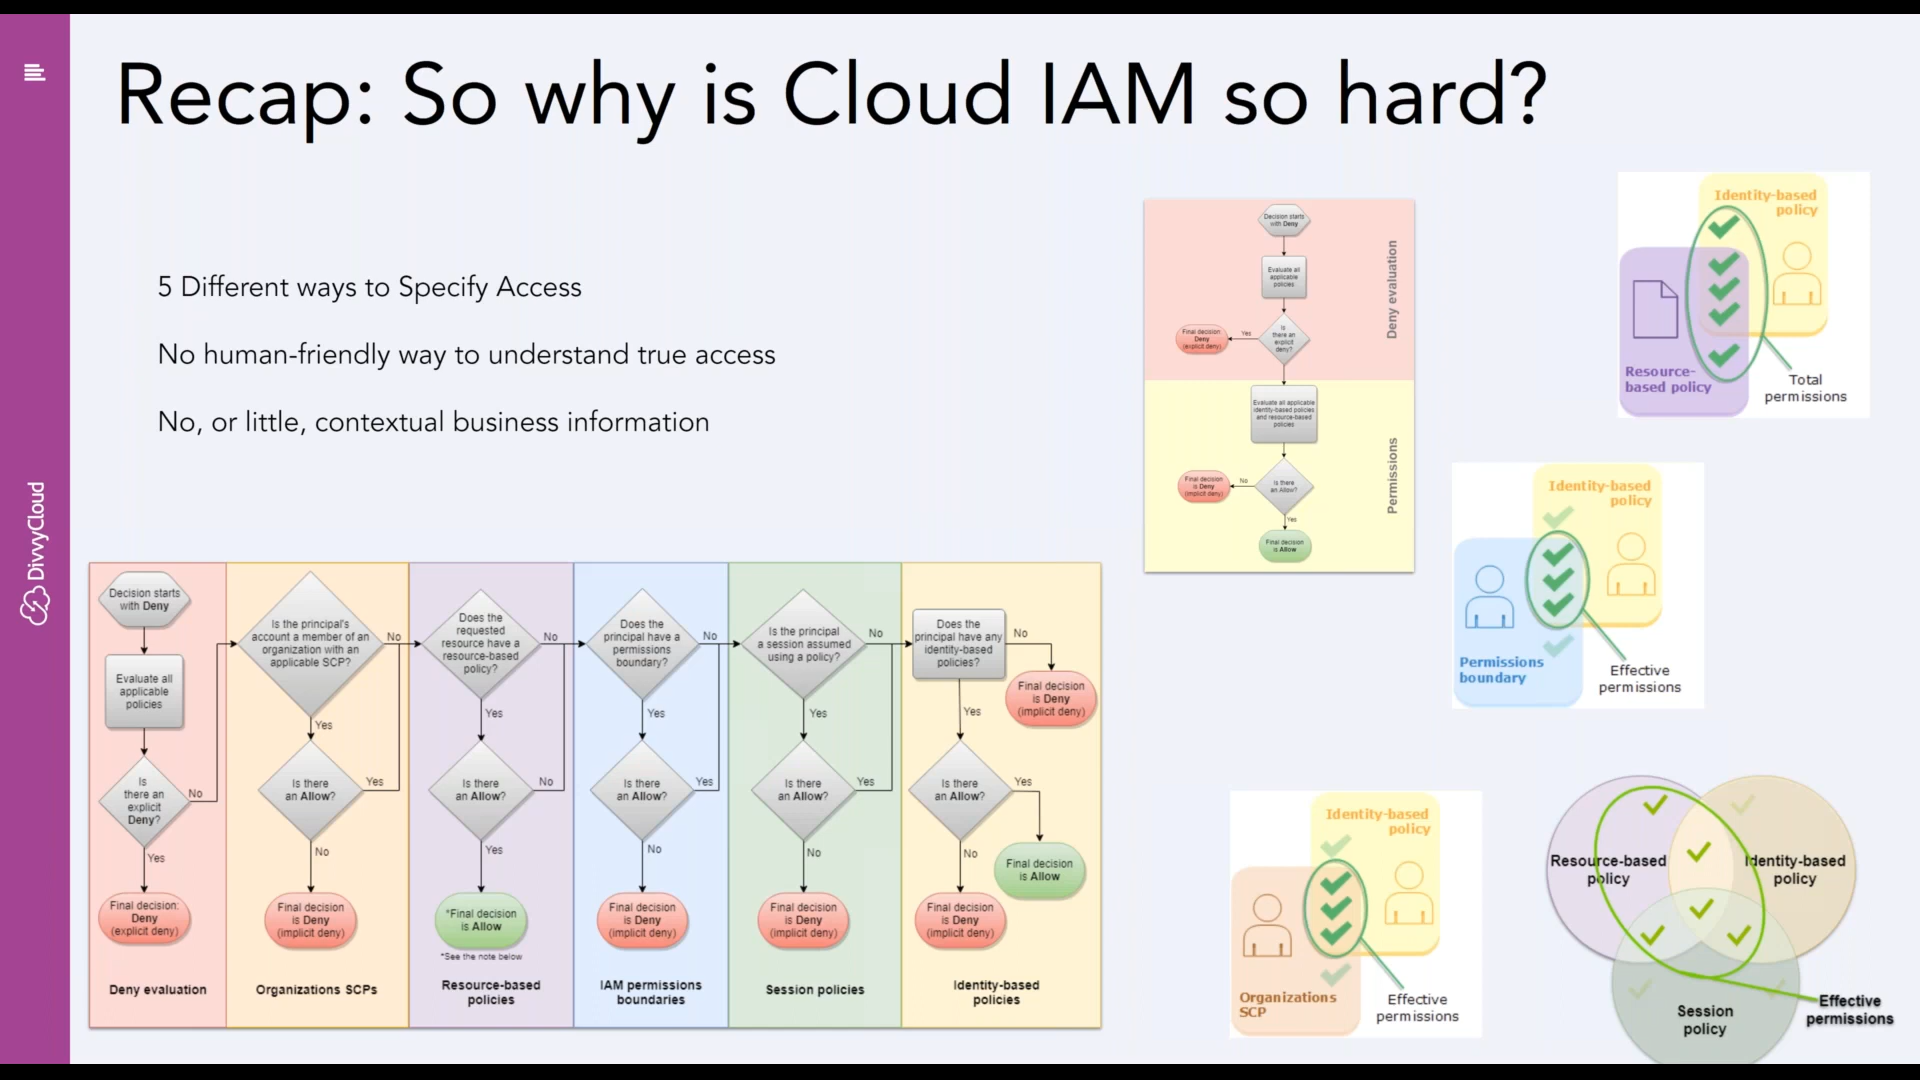 Recap: So why is Cloud IAM so hard?
5 Different ways to Specify Access
No human-friendly way to understand true access
No, or little, contextual business information
DivvyCloud
Decision starts
with Deny
Evaluate all
applicable
policies
Is
there an
explicit
deny?
Yes
Final decision:
Deny
(explicit deny)
Deny evaluation
Evaluate all applicable
identity-based policies
and resource-based
policies
Is there
an Allow?
No
Final decision
is Deny
(implicit deny)
Yes
Final decision
is Allow
Permissions
Identity-based
policy
Resource-
based policy
Total
permissions
Identity-based
policy
Permissions
boundary
Effective
permissions
Decision starts
with Deny
Evaluate all
applicable
policies
Is
there an
explicit
Deny?
No
Yes
Final decision:
Deny
(explicit deny)
Deny evaluation
Is the principal's
account a member of an
organization with an
applicable SCP?
No
Yes
Is there
an Allow?
Yes
No
Final decision
is Deny
(implicit deny)
Organizations SCPs
Does the
requested
resource have a
resource-based
policy?
No
Yes
Is there
an Allow?
No
Yes
*Final decision
is Allow
*See the note below
Resource-based
policies
Does the
principal have a
permissions
boundary?
No
Yes
Is there
an Allow?
Yes
No
Final decision
is Deny
(implicit deny)
IAM permissions
boundaries
Is the principal
a session assumed
using a policy?
No
Yes
Is there
an Allow?
Yes
No
Final decision
is Deny
(implicit deny)
Session policies
Does the
principal have any
identity-based
policies?
No
Final decision
is Deny
(implicit deny)
Yes
Is there
an Allow?
Yes
Final decision
is Allow
No
Final decision
is Deny
(implicit deny)
Identity-based
policies
Identity-based
policy
Organizations
SCP
Effective
permissions
Resource-based
policy
Identity-based
policy
Session
policy
Effective
permissions